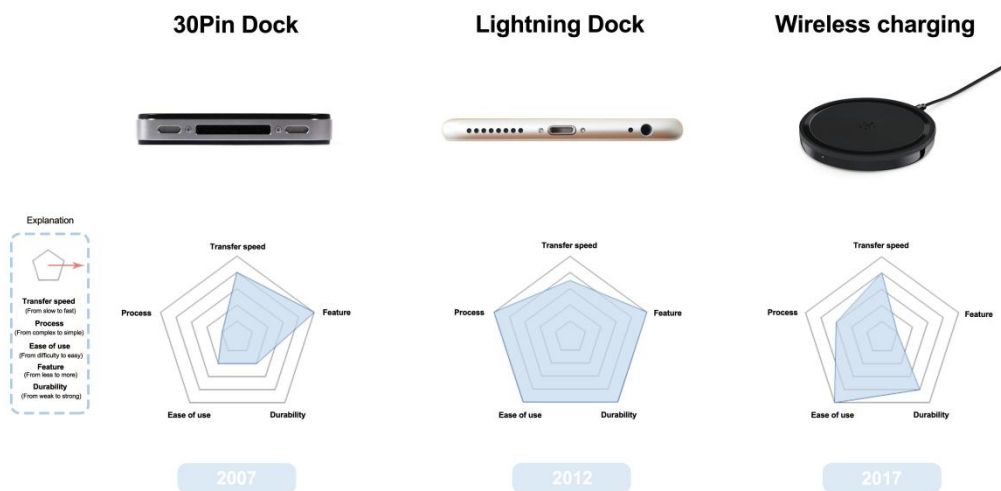 30Pin Dock
Lightning Dock
Wireless charging
Explanation
Transfer speed
(From slow to fast)
Process
(From complex to simple)
Ease of use
(From difficulty to easy)
Feature
(From less to more)
Durability
(From weak to strong)
Transfer speed
Process
Feature
Ease of use
Durability
Transfer speed
Process
Feature
Ease of use
Durability
Transfer speed
Process
Feature
Ease of use
Durability
2007
2012
2017